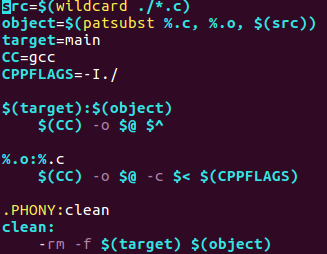 src=$(wildcard ./*.c)
object=$(patsubst %.c, %.o, $(src))
target=main
CC=gcc
CPPFLAGS=-I./

$(target):$(object)
    $(CC) -o $@ $^

%.o:%.c
    $(CC) -o $@ -c $< $(CPPFLAGS)

.PHONY:clean
clean:
    -rm -f $(target) $(object)